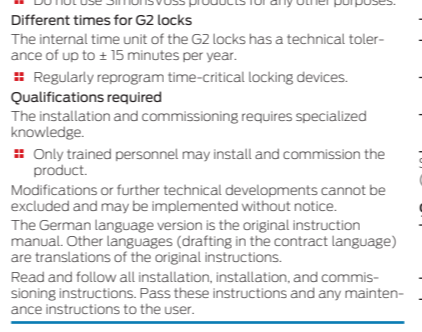 Do not use SimonsVoss products for any other purposes.
Different times for G2 locks
The internal time unit of the G2 locks has a technical toler-
ance of up to ± 15 minutes per year.
Regularly reprogram time-critical locking devices.
Qualifications required
The installation and commissioning requires specialized
knowledge.
Only trained personnel may install and commission the
product.
Modifications or further technical developments cannot be
excluded and may be implemented without notice.
The German language version is the original instruction
manual. Other languages (drafting in the contract language)
are translations of the original instructions.
Read and follow all installation, installation, and commis-
sioning instructions. Pass these instructions and any mainten-
ance instructions to the user.